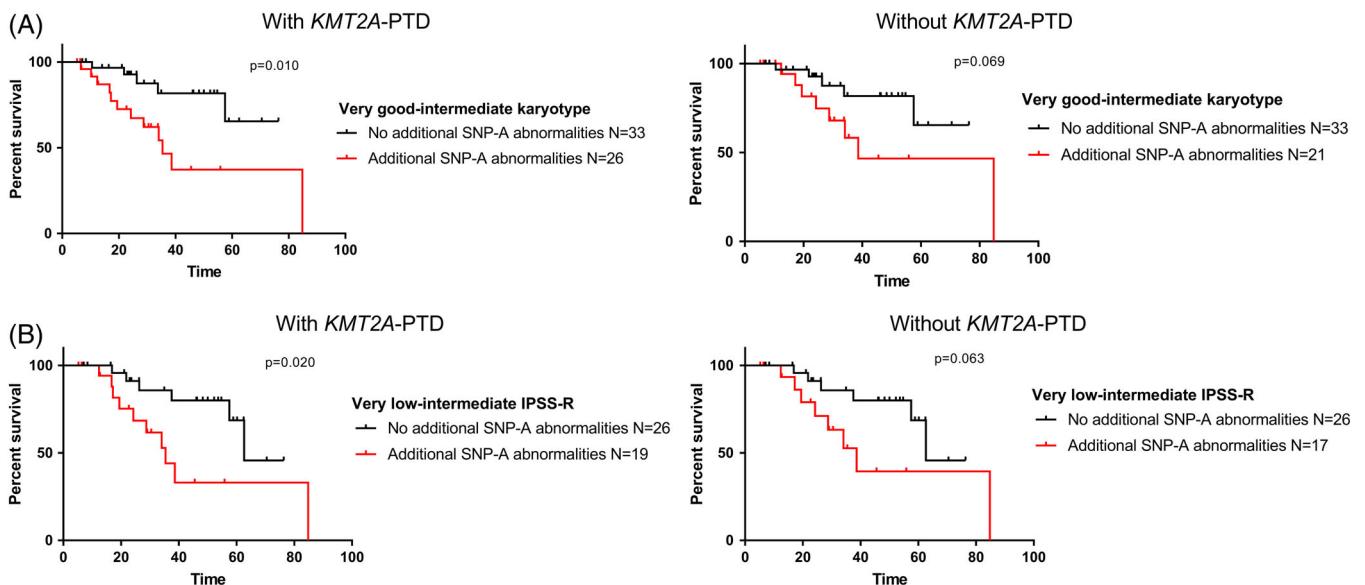 (A)
With KMT2A-PTD
Percent survival
100
50
0
0 20 40 60 80 100
Time
p=0.010
Very good-intermediate karyotype
No additional SNP-A abnormalities N=33
Additional SNP-A abnormalities N=26
Without KMT2A-PTD
Percent survival
100
50
0
0 20 40 60 80 100
Time
p=0.069
Very good-intermediate karyotype
No additional SNP-A abnormalities N=33
Additional SNP-A abnormalities N=21
(B)
With KMT2A-PTD
Percent survival
100
50
0
0 20 40 60 80 100
Time
p=0.020
Very low-intermediate IPSS-R
No additional SNP-A abnormalities N=26
Additional SNP-A abnormalities N=19
Without KMT2A-PTD
Percent survival
100
50
0
0 20 40 60 80 100
Time
p=0.063
Very low-intermediate IPSS-R
No additional SNP-A abnormalities N=26
Additional SNP-A abnormalities N=17